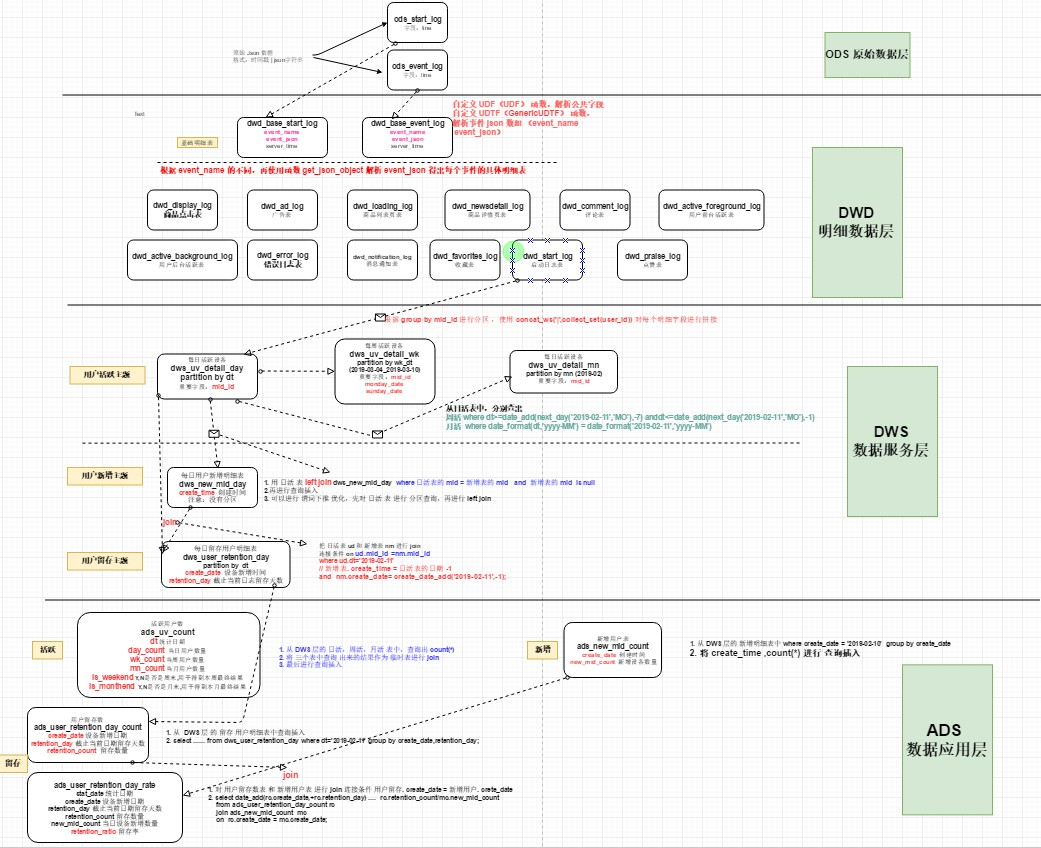 ods_start_log
字段：line
原始 Json 数据
格式：时间戳 | json字符串
ods_event_log
字段：line
ODS 原始数据层
Text
dwd_base_start_log
event_name
event_json
server_time
dwd_base_event_log
event_name
event_json
server_time
自定义 UDF（UDF） 函数，解析公共字段
自定义 UDTF（GenericUDTF） 函数，
解析事件 json 数组 （event_name
event_json）
基础明细表
根据 event_name 的不同，再使用函数 get_json_object 解析 event_json 得出每个事件的具体明细表
dwd_display_log
商品点击表
dwd_ad_log
广告表
dwd_loading_log
商品列表页表
dwd_newsdetail_log
商品详情页表
dwd_comment_log
评论表
dwd_active_foreground_log
用户前台活跃表
DWD
明细数据层
dwd_active_background_log
用户后台活跃表
dwd_error_log
错误日志表
dwd_notification_log
消息通知表
dwd_favorites_log
收藏表
dwd_start_log
启动日志表
dwd_praise_log
点赞表
根据 group by mid_id 进行分区 ，使用 concat_ws('|',collect_set(user_id)) 对每个明细字段进行拼接
每日活跃设备
dws_uv_detail_day
partition by dt
重要字段：mid_id
每周活跃设备
dws_uv_detail_wk
partition by wk_dt
(2019-03-04_2019-03-10)
重要字段：mid_id
monday_date
sunday_date
每日活跃设备
dws_uv_detail_mn
partition by mn (2019-02)
重要字段：mid_id
用户活跃主题
从日活表中，分别查出
周活 where dt>=date_add(next_day('2019-02-11','MO'),-7) anddt<=date_add(next_day('2019-02-11','MO'),-1)
月活 where date_format(dt,'yyyy-MM') = date_format('2019-02-11','yyyy-MM')
DWS
数据服务层
用户新增主题
每日用户新增明细表
dws_new_mid_day
create_time 创建时间
注意：没有分区
1. 用 日活 表 left join dws_new_mid_day where 日活表的 mid = 新增表的 mid and 新增表的 mid is null
2.再进行查询插入
3. 可以进行 谓词下推 优化，先对 日活 表 进行 分区查询，再进行 left join
join
用户留存主题
每日留存用户明细表
dws_user_retention_day
partition by dt
create_date 设备新增时间
retention_day 截止当前日志留存天数
把 日活表 ud 和 新增表 nm 进行 join
连接条件 on ud.mid_id =nm.mid_id
where ud.dt='2019-02-11'
// 新增 表. create_time = 日活 表的 日期 -1
and nm.create_date= create_date_add('2019-02-11',-1);
活跃
活跃用户数
ads_uv_count
dt 统计日期
day_count 当日用户数量
wk_count 当周用户数量
mn_count 当月用户数量
is_weekend Y,N是否是周末,用于得到本周最终结果
is_monthend Y,N是否是月末,用于得到本月最终结果
1. 从 DWS 层的 日活，周活，月活 表中，查询出 count(*)
2. 将 三个表中查询 出来的结果作为 临时表进行 join
3. 最后进行查询插入
新增
新增用户表
ads_new_mid_count
create_date 创建时间
new_mid_count 新增设备数量
1. 从 DWS 层的 新增明细表中 where create_date = '2019-02-10' group by create_date
2. 将 create_time ,count(*) 进行 查询插入
ADS
数据应用层
用户留存数
ads_user_retention_day_count
create_date 设备新增日期
retention_day 截止当前日期留存天数
retention_count 留存数量
1. 从 DWS 层 的 留存 用户明细表中查询插入
2. select ...... from dws_user_retention_day where dt='2019-02-11' group by create_date,retention_day;
留存
join
ads_user_retention_day_rate
stat_date 统计日期
create_date 设备新增日期
retention_day 截止当前日期留存天数
retention_count 留存数量
new_mid_count 当日设备新增数量
retention_ratio 留存率
1. 对 用户留存数表 和 新增用户表 进行 join 连接条件 用户留存. create_date = 新增用户. crete_date
2. select date_add(ro.create_date,+ro.retention_day) .... ro.retention_count/mo.new_mid_count
from ads_user_retention_day_count ro
join ads_new_mid_count mo
on ro.create_date = mo.create_date;